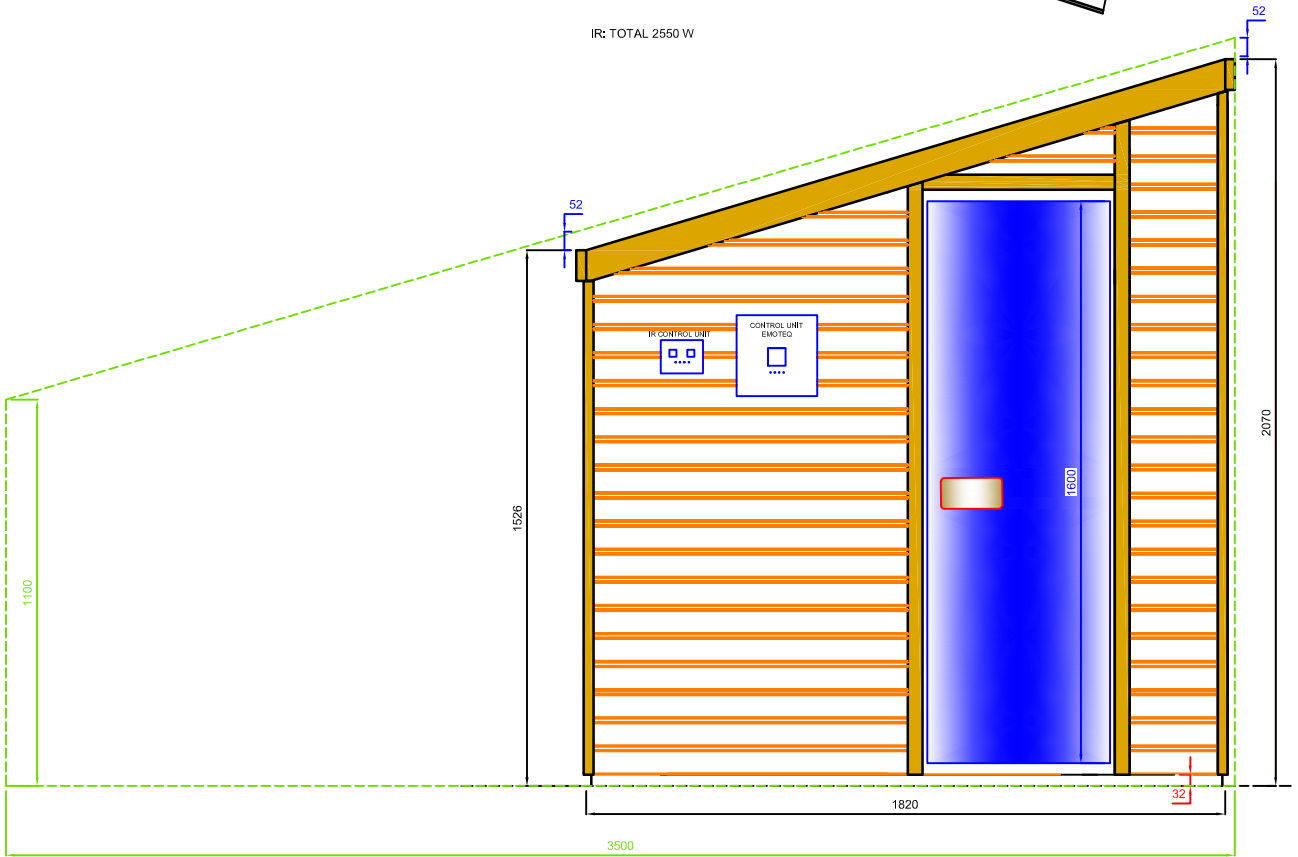 52
IR: TOTAL 2550 W
52
IR CONTROL UNIT
CONTROL UNIT
EMOTEQ
2070
1600
1526
1100
32
1820
3500